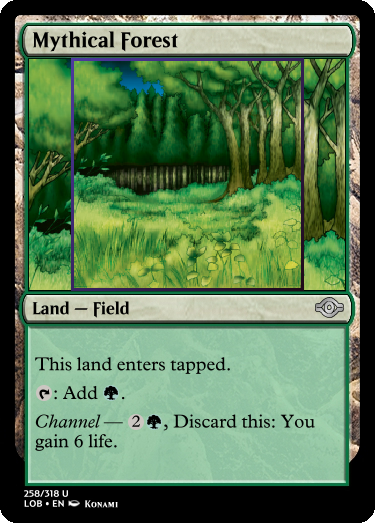 Mythical Forest
Land — Field
This land enters tapped.
: Add .
Channel — 2 , Discard this: You
gain 6 life.
258/318 U
LOB • EN Konami